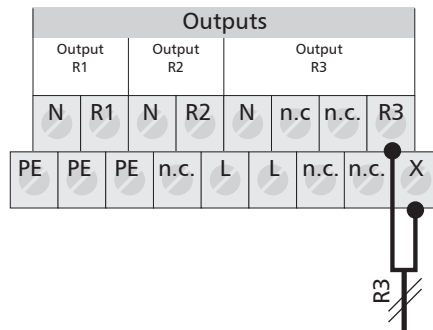 Outputs
Output Output Output
R1 R2 R3
N R1 N R2 N n.c n.c. R3
PE PE PE n.c. L L n.c. n.c. X
R3